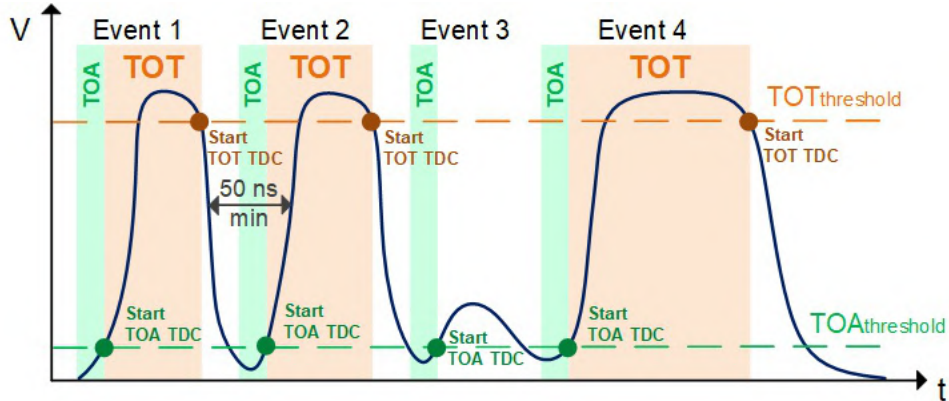 V
Event 1
Event 2
Event 3
Event 4
TOA
TOT
TOA
TOT
TOA
TOA
TOT
TOTthreshold
Start
TOT TDC
Start
TOT TDC
Start
TOT TDC
50 ns
min
Start
TOA TDC
Start
TOA TDC
Start
TOA TDC
Start
TOA TDC
TOAthreshold
t